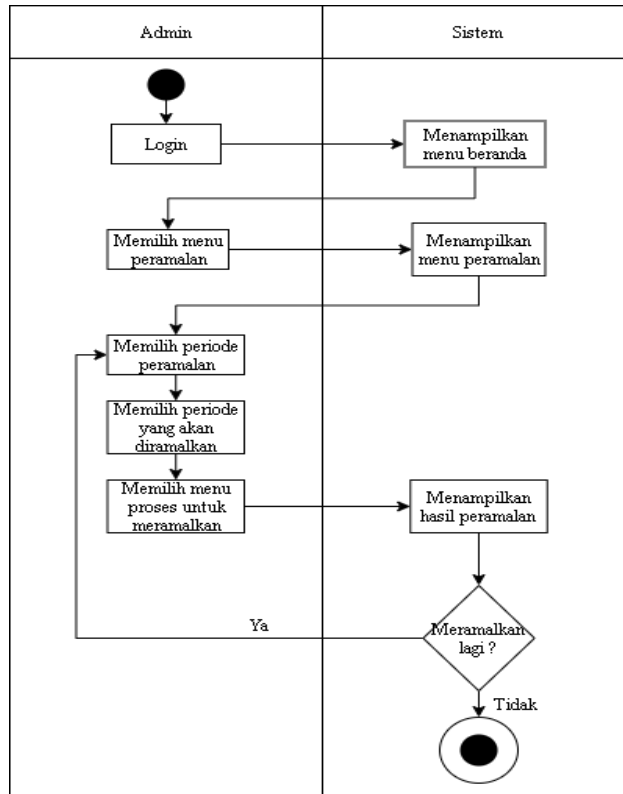 Admin
Sistem
Login
Menampilkan
menu beranda
Memilih menu
peramalan
Menampilkan
menu peramalan
Memilih periode
peramalan
Memilih periode
yang akan
diramalkan
Memilih menu
proses untuk
meramalkan
Menampilkan
hasil peramalan
Meramalkan
lagi ?
Ya
Tidak